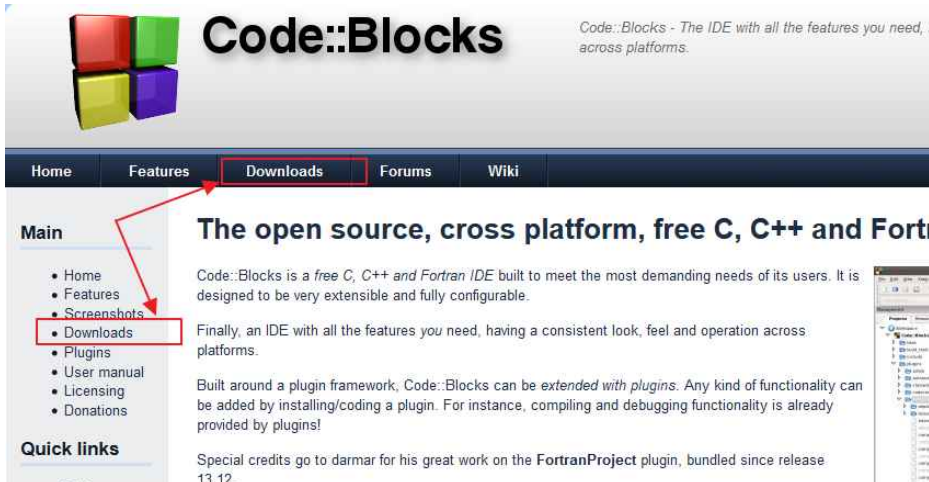 Code::Blocks
Code::Blocks - The IDE with all the features you need,
across platforms.
Home Features Downloads Forums Wiki
Main
Home
Features
Screenshots
Downloads
Plugins
User manual
Licensing
Donations
Quick links
The open source, cross platform, free C, C++ and Fortr
Code::Blocks is a free C, C++ and Fortran IDE built to meet the most demanding needs of its users. It is
designed to be very extensible and fully configurable.
Finally, an IDE with all the features you need, having a consistent look, feel and operation across
platforms.
Built around a plugin framework, Code::Blocks can be extended with plugins. Any kind of functionality can
be added by installing/coding a plugin. For instance, compiling and debugging functionality is already
provided by plugins!
Special credits go to darmar for his great work on the FortranProject plugin, bundled since release
13.12.